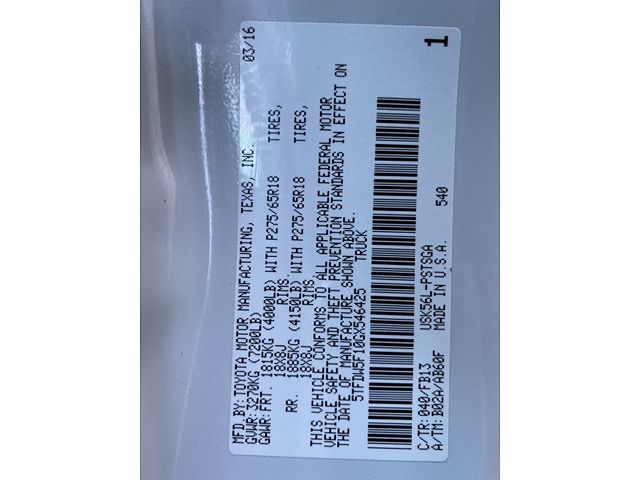 MFD.BY:TOYOTA MOTOR MANUFACTURING, TEXAS, INC. 03/16
GVWR:3270KG (7200LB)
GAWR:FRT. 1815KG (4000LB) WITH P275/65R18 TIRES,
18X8J RIMS.
RR. 1885KG (4150LB) WITH P275/65R18 TIRES,
18X8J RIMS.
THIS VEHICLE CONFORMS TO ALL APPLICABLE FEDERAL MOTOR
VEHICLE SAFETY AND THEFT PREVENTION STANDARDS IN EFFECT ON
THE DATE OF MANUFACTURE SHOWN ABOVE.
5TFDW5F10GX546425 TRUCK
C/TR:040/FB13 USK56L-PSTSGA 540
A/TM:B02A/AB60F MADE IN U.S.A.
1